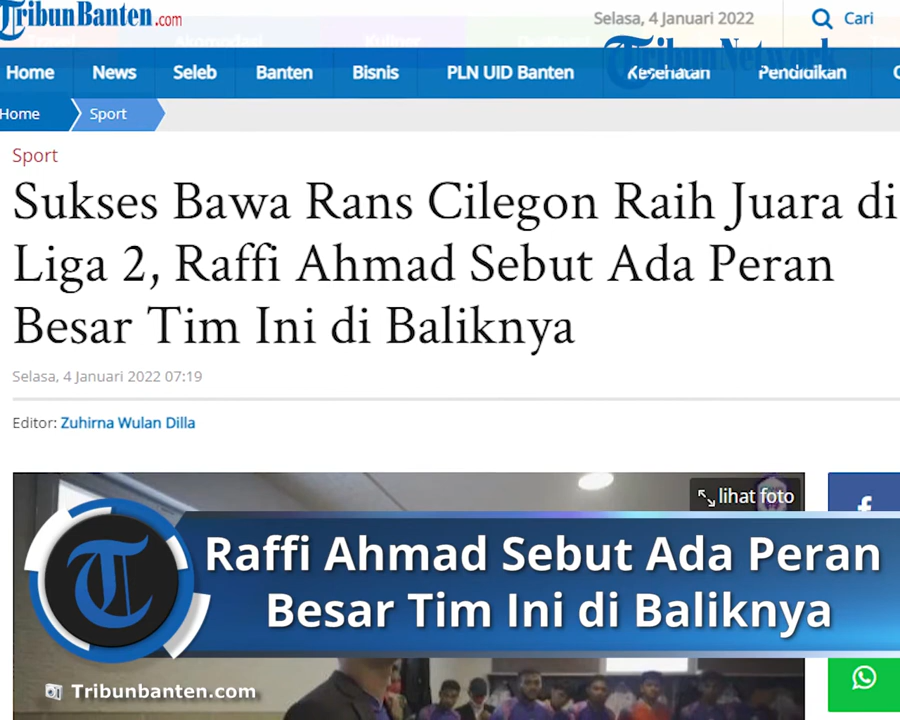 TribunBanten.com
Selasa, 4 Januari 2022
Cari
TribunNetwork
Home News Seleb Banten Bisnis PLN UID Banten Kesehatan Pendidikan
Home Sport
Sport
Sukses Bawa Rans Cilegon Raih Juara di
Liga 2, Raffi Ahmad Sebut Ada Peran
Besar Tim Ini di Baliknya
Selasa, 4 Januari 2022 07:19
Editor: Zuhirna Wulan Dilla
lihat foto
Raffi Ahmad Sebut Ada Peran
Besar Tim Ini di Baliknya
Tribunbanten.com